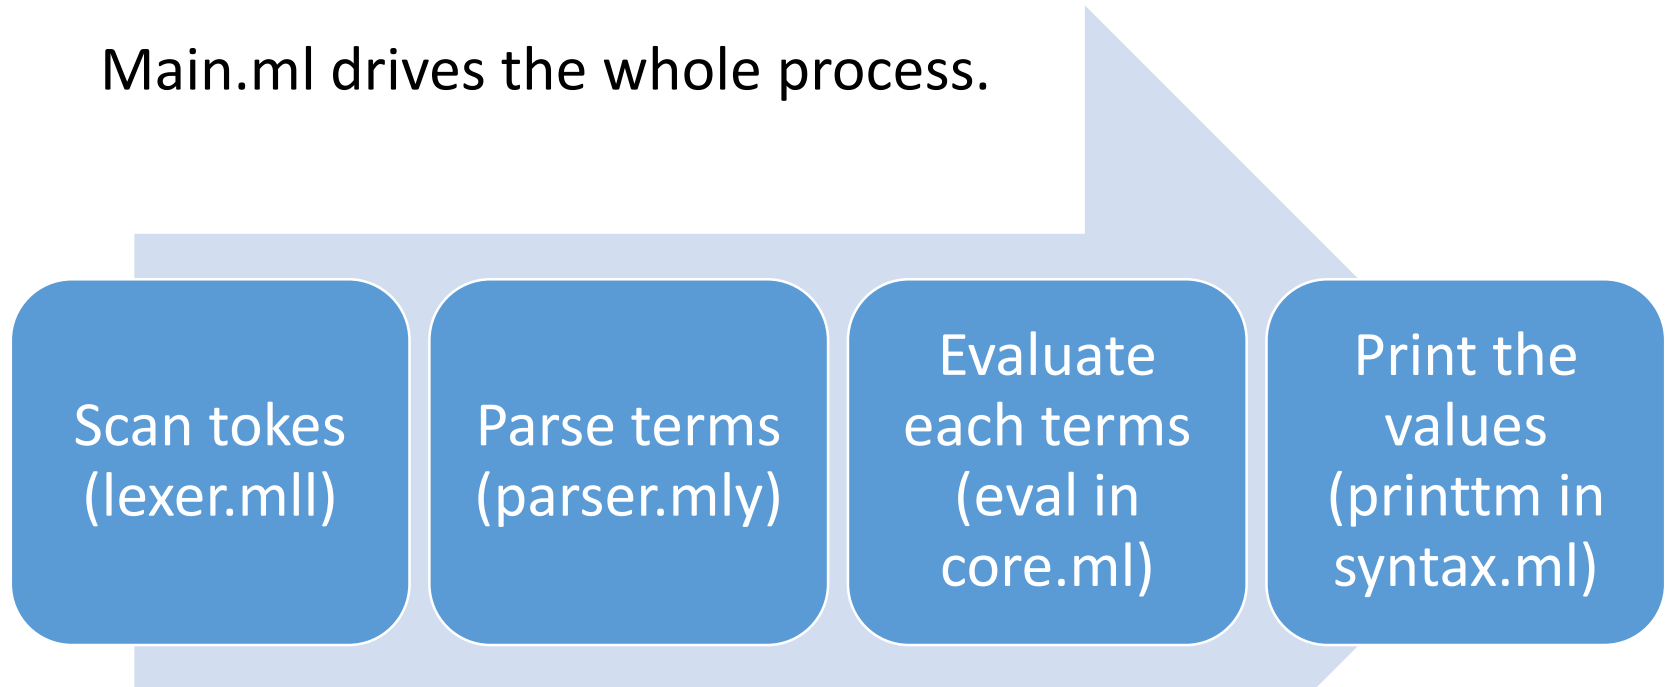 Main.ml drives the whole process.
Scan tokes
(lexer.mll)
Parse terms
(parser.mly)
Evaluate
each terms
(eval in
core.ml)
Print the
values
(printtm in
syntax.ml)